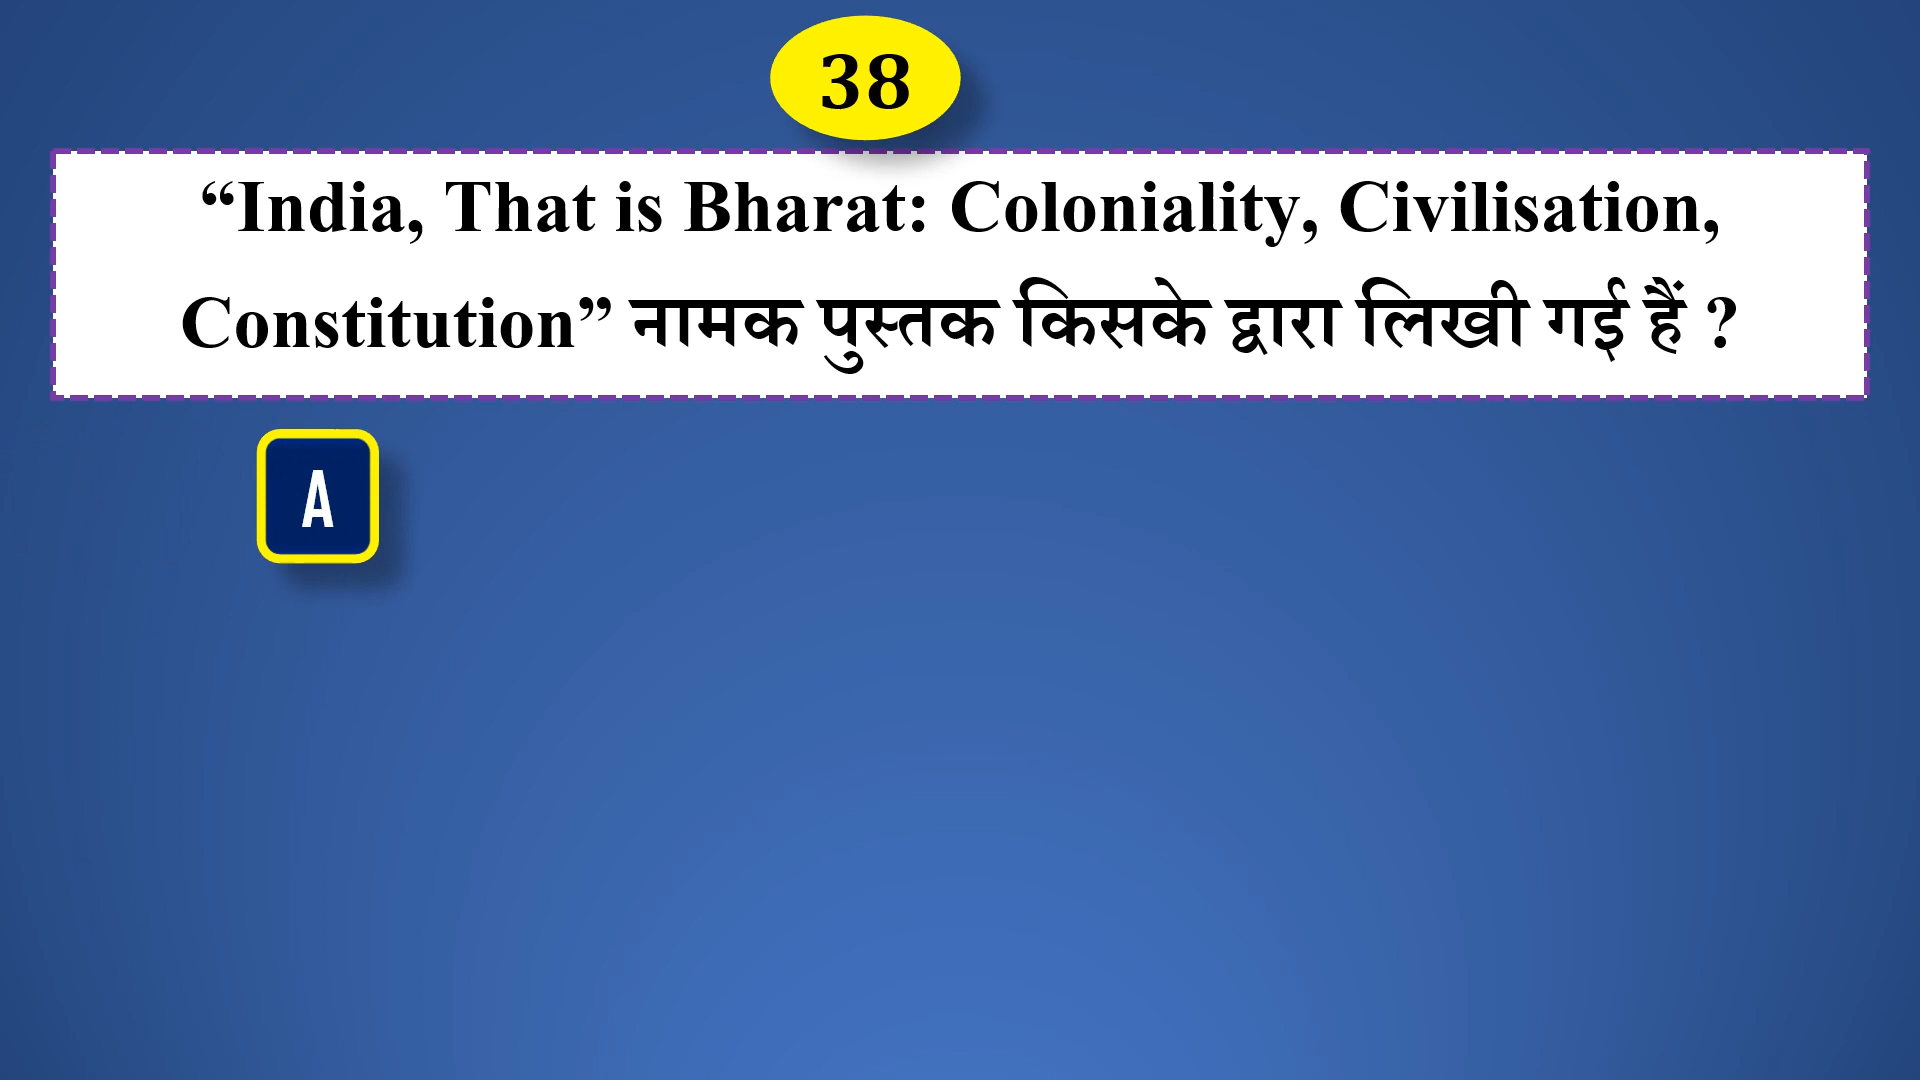 38
“India, That is Bharat: Coloniality, Civilisation,
Constitution” नामक पुस्तक किसके द्वारा लिखी गई हैं ?
A